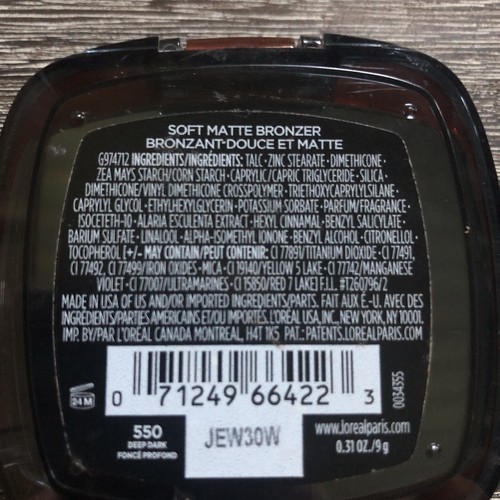 SOFT MATTE BRONZER
BRONZANT DOUCE ET MATTE
G974712 INGREDIENTS/INGRÉDIENTS: TALC · ZINC STEARATE · DIMETHICONE ·
ZEA MAYS STARCH/CORN STARCH · CAPRYLIC/CAPRIC TRIGLYCERIDE · SILICA ·
DIMETHICONE/VINYL DIMETHICONE CROSSPOLYMER · TRIETHOXYCAPRYLYLSILANE ·
CAPRYLYL GLYCOL · ETHYLHEXYLGLYCERIN · POTASSIUM SORBATE · PARFUM/FRAGRANCE ·
ISOCETETH-10 · ALARIA ESCULENTA EXTRACT · HEXYL CINNAMAL · BENZYL SALICYLATE ·
BARIUM SULFATE · LINALOOL · ALPHA-ISOMETHYL IONONE · BENZYL ALCOHOL · CITRONELLOL ·
TOCOPHEROL [+/- MAY CONTAIN/PEUT CONTENIR: CI 77891/TITANIUM DIOXIDE · CI 77491,
CI 77492, CI 77499/IRON OXIDES · MICA · CI 19140/YELLOW 5 LAKE · CI 77742/MANGANESE
VIOLET · CI 77007/ULTRAMARINES · CI 15850/RED 7 LAKE] F.I.L. #T260796/2
MADE IN USA OF US AND/OR IMPORTED INGREDIENTS/PARTS. FAIT AUX É.-U. AVEC DES
INGRÉDIENTS/PARTIES AMÉRICAINS ET/OU IMPORTÉS. L'ORÉAL USA, INC., NEW YORK, NY 10001.
IMP. BY/PAR L'ORÉAL CANADA MONTRÉAL, H4T 1K5 PAT.: PATENTS.LOREALPARIS.COM
24 M
0 71249 66422 3
0034355
550
DEEP DARK
FONCÉ PROFOND
JEW30W
www.lorealparis.com
0.31 OZ./9 g